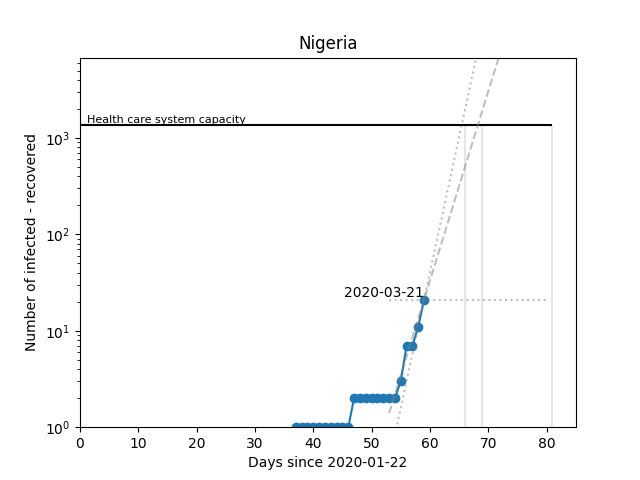 Nigeria
Health care system capacity
2020-03-21
Number of infected - recovered
10^3
10^2
10^1
10^0
0 10 20 30 40 50 60 70 80
Days since 2020-01-22